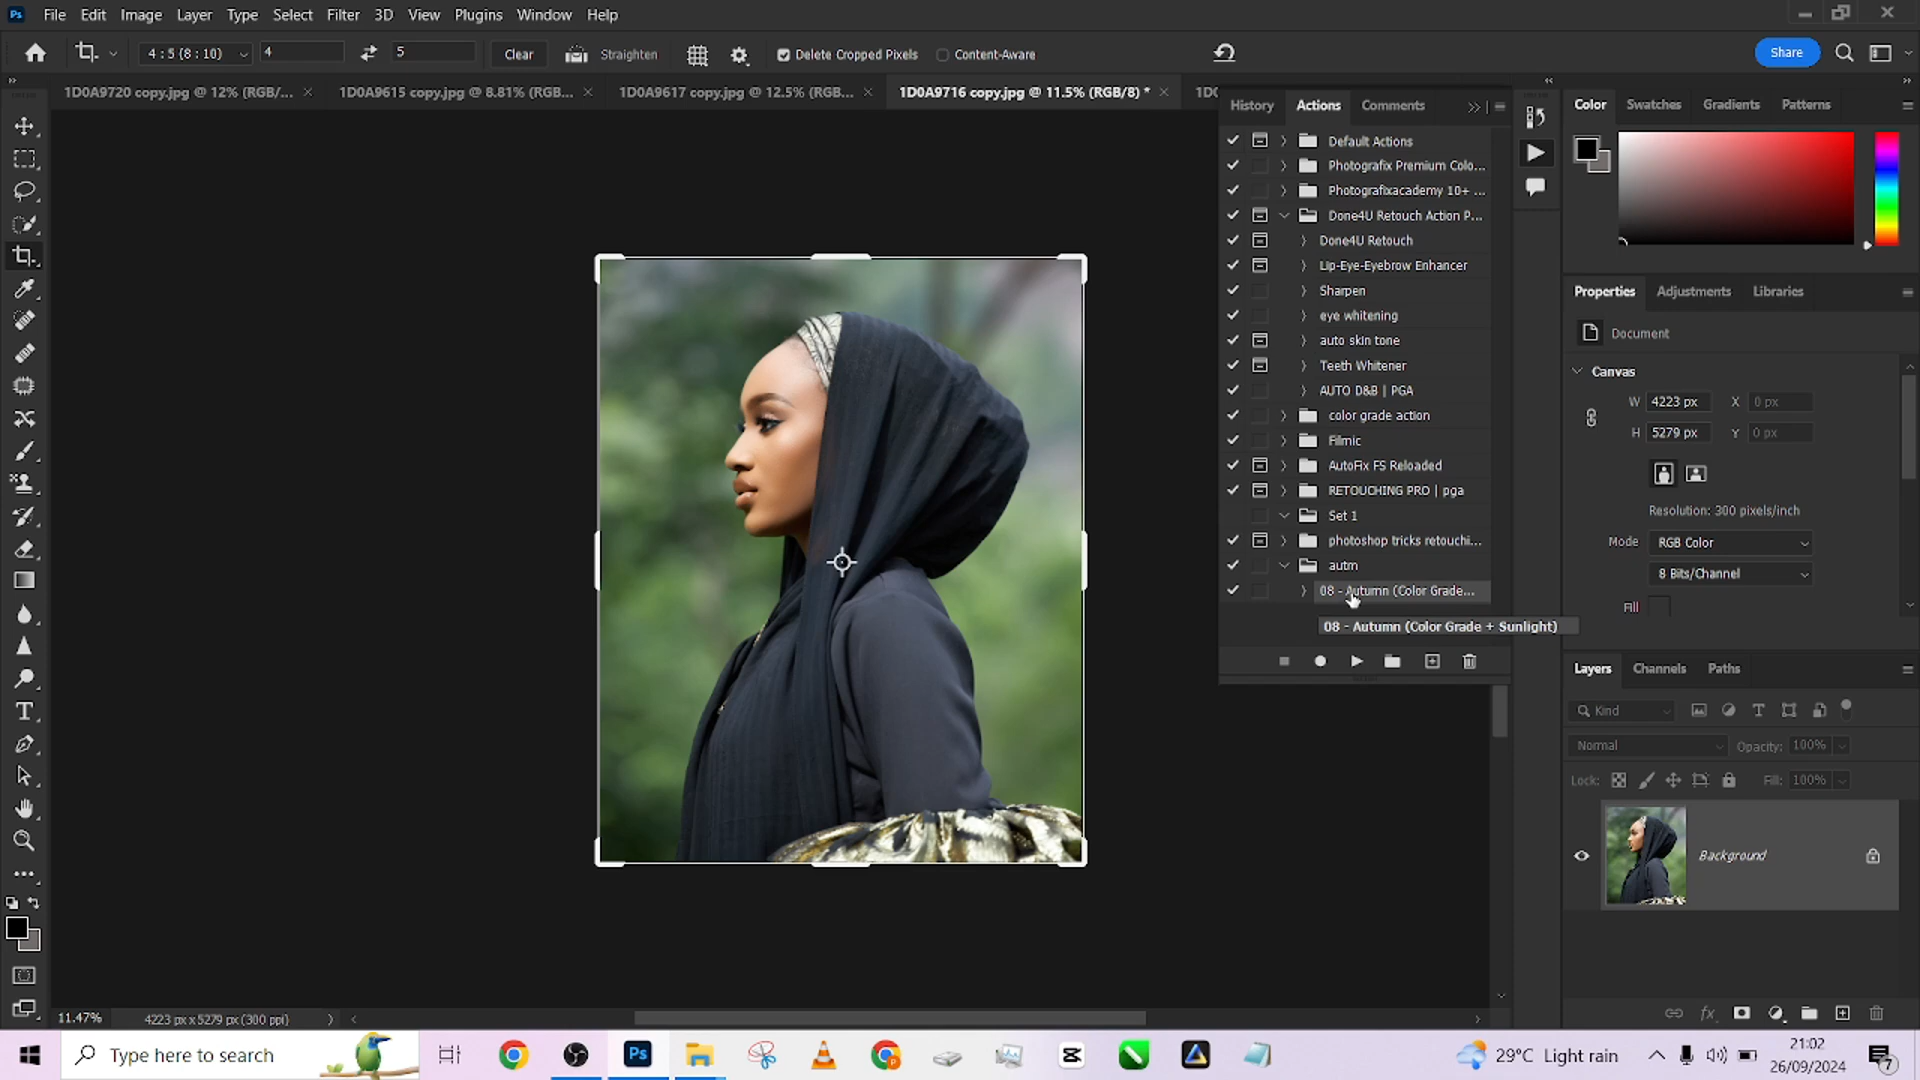 Ps File Edit Image Layer Type Select Filter 3D View Plugins Window Help
4 : 5 (8 : 10) 4 5 Clear Straighten Delete Cropped Pixels Content-Aware Share
1D0A9720 copy.jpg @ 12% (RGB/... 1D0A9615 copy.jpg @ 8.81% (RGB... 1D0A9617 copy.jpg @ 12.5% (RGB... 1D0A9716 copy.jpg @ 11.5% (RGB/8) *
History Actions Comments
Default Actions
Photografix Premium Colo...
Photografixacademy 10+ ...
Done4U Retouch Action P...
Done4U Retouch
Lip-Eye-Eyebrow Enhancer
Sharpen
eye whitening
auto skin tone
Teeth Whitener
AUTO D&B | PGA
color grade action
Filmic
AutoFix FS Reloaded
RETOUCHING PRO | pga
Set 1
photoshop tricks retouchi...
autm
08 - Autumn (Color Grade...
08 - Autumn (Color Grade + Sunlight)
Color Swatches Gradients Patterns
Properties Adjustments Libraries
Document
Canvas
W 4223 px X 0 px
H 5279 px Y 0 px
Resolution: 300 pixels/inch
Mode RGB Color
8 Bits/Channel
Fill
Layers Channels Paths
Kind
Normal Opacity: 100%
Lock: Fill: 100%
Background
11.47% 4223 px x 5279 px (300 ppi)
Type here to search
Ps
29°C Light rain
21:02
26/09/2024
7